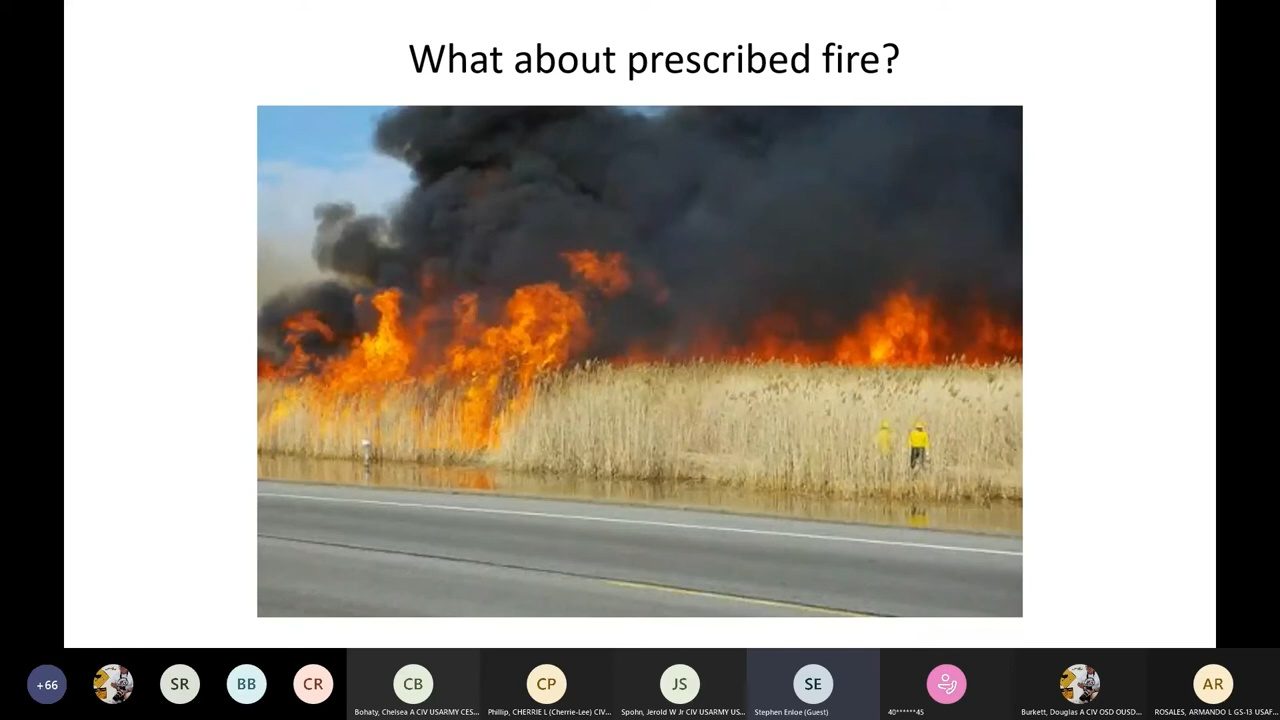 What about prescribed fire?
+66
SR
BB
CR
CB
CP
JS
SE
AR
Bohaty, Chelsea A CIV USARMY CES...
Phillip, CHERRIE L (Cherrie-Lee) CIV...
Spohn, Jerold W Jr CIV USARMY US...
Stephen Enloe (Guest)
40******45
Burkett, Douglas A CIV OSD OUSD...
ROSALES, ARMANDO L GS-13 USAF...